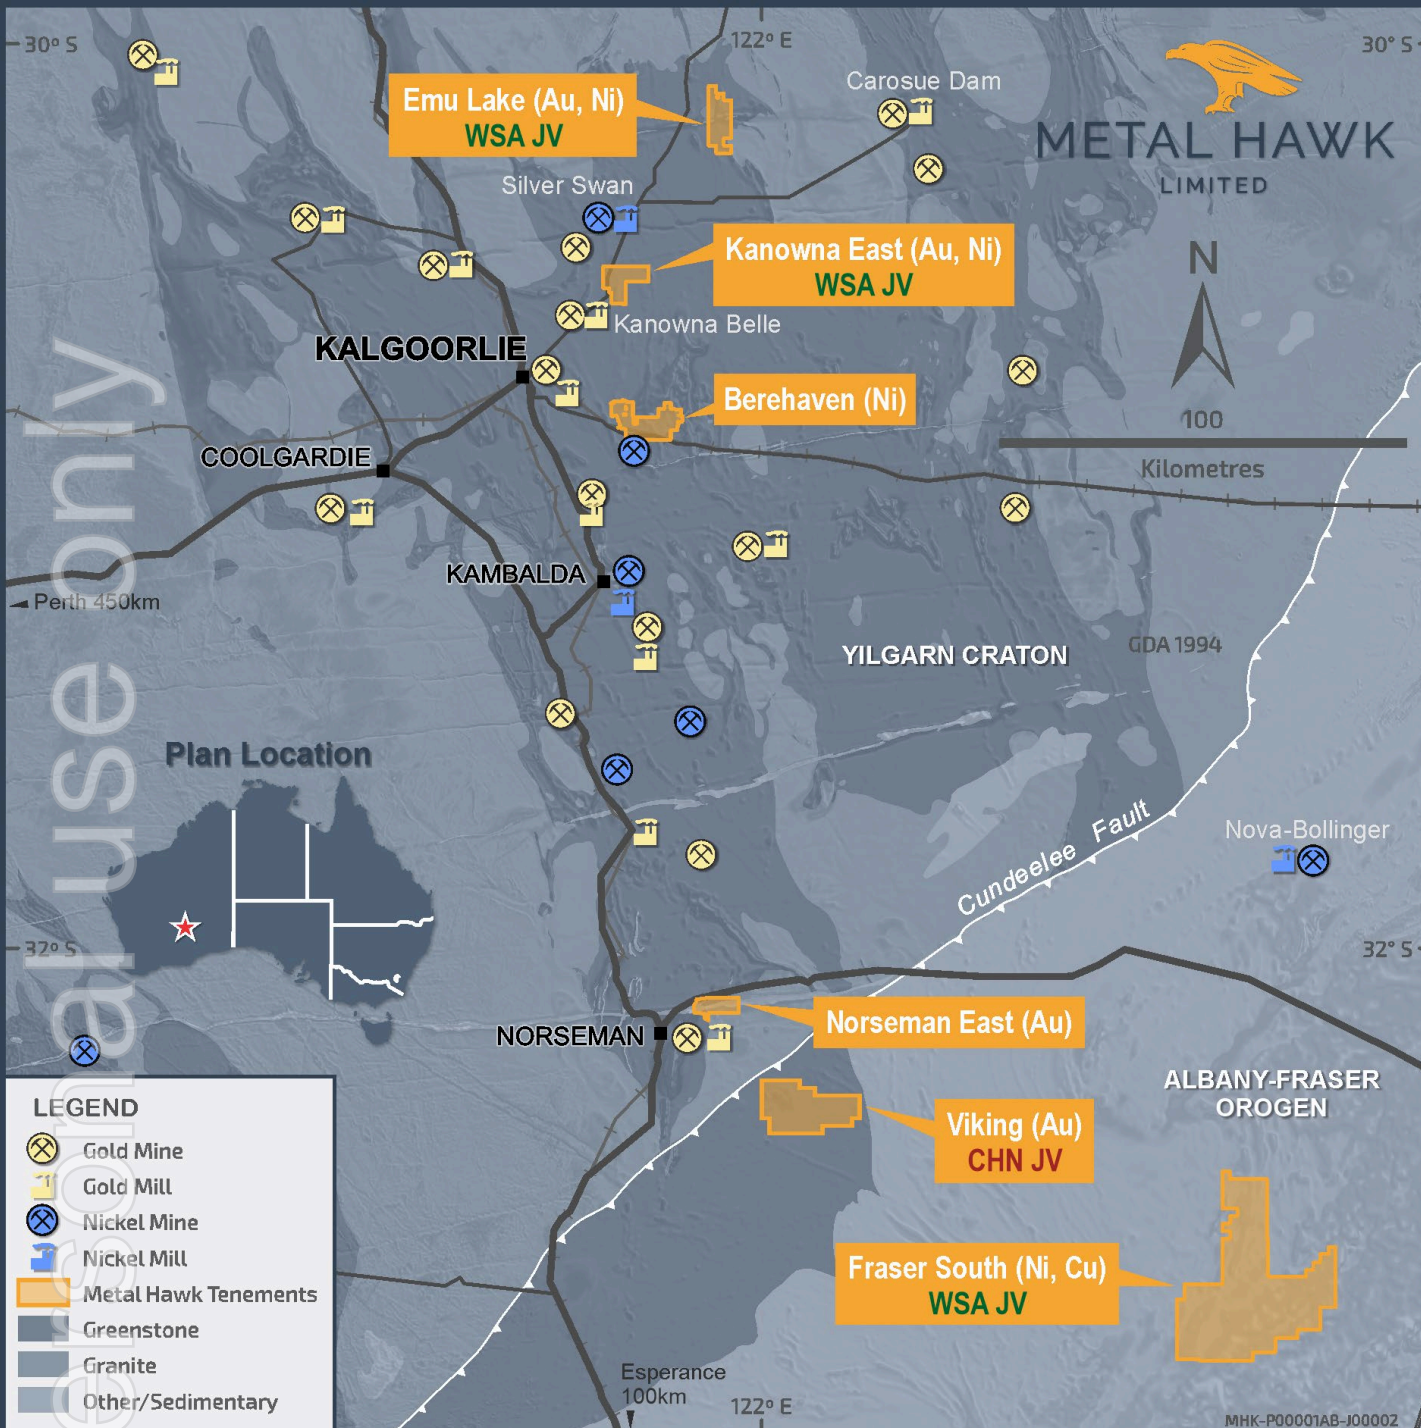 30° S
122° E
30° S
Carosue Dam
Emu Lake (Au, Ni)
WSA JV
METAL HAWK
LIMITED
Silver Swan
Kanowna East (Au, Ni)
WSA JV
N
Kanowna Belle
KALGOORLIE
Berehaven (Ni)
100
Kilometres
COOLGARDIE
KAMBALDA
Perth 450km
YILGARN CRATON
GDA 1994
Plan Location
Cundeelee Fault
Nova-Bollinger
32° S
32° S
Norseman East (Au)
NORSEMAN
ALBANY-FRASER
OROGEN
Viking (Au)
CHN JV
Fraser South (Ni, Cu)
WSA JV
LEGEND
Gold Mine
Gold Mill
Nickel Mine
Nickel Mill
Metal Hawk Tenements
Greenstone
Granite
Other/Sedimentary
Esperance
100km
122° E
MHK-P00001AB-J00002
ersonal use only